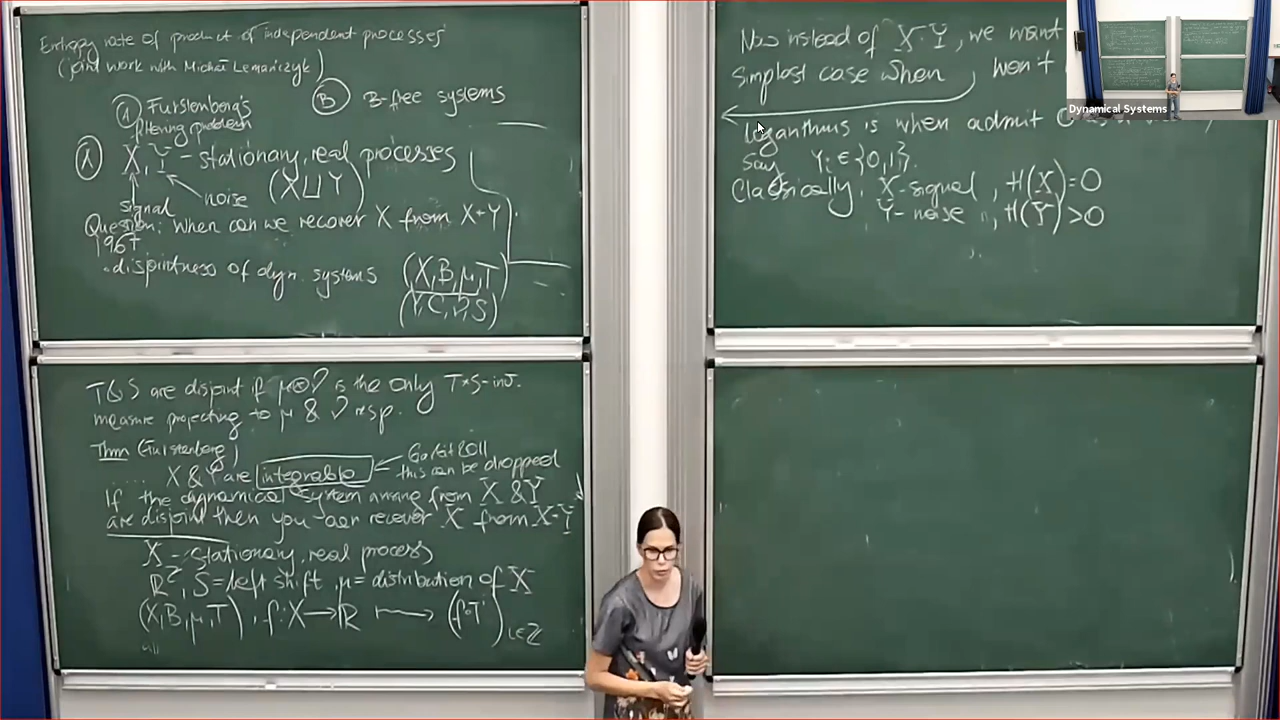 Entropy rate of product of independent processes
(joint work with Michał Lemańczyk)
(A) Furstenberg's
filtering problem
(B) B-free systems
(A) X, Y - stationary, real processes
signal
noise (X ⊔ Y)
Question: When can we recover X from X+Y
1967
disjointness of dyn. systems (X, B, μ, T)
(Y, C, ν, S)
T & S are disjoint if μ⊗ν is the only T×S-inv.
measure projecting to μ & ν resp.
Thm (Furstenberg)
X & Y are integrable ← Garbit 2011
this can be dropped
If the dynamical system arising from X & Y
are disjoint then you can recover X from X+Y
X - stationary, real process
R^Z, S = left shift, μ = distribution of X
(X, B, μ, T), f: X → R ↦ (f∘T^i)_{i∈Z}
Now instead of X+Y, we want
simplest case when won't
logarithms is when admit 0
say Y_i ∈ {0,1}.
Classically, X-signal, H(X)=0
Y-noise, H(Y)>0
Dynamical Systems